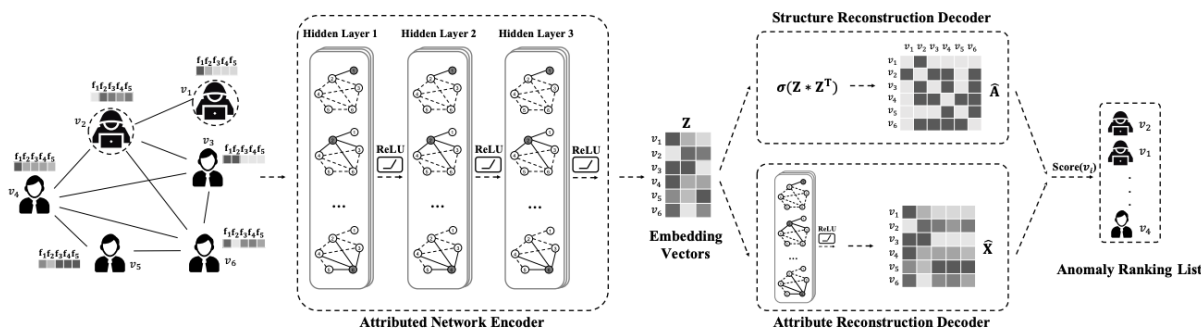 Structure Reconstruction Decoder
Hidden Layer 1 Hidden Layer 2 Hidden Layer 3
f1f2f3f4f5
v1
f1f2f3f4f5
v2
v3
f1f2f3f4f5
f1f2f3f4f5
v4
f1f2f3f4f5
v5
f1f2f3f4f5
v6
ReLU ReLU ReLU
... ... ...
Attributed Network Encoder
Z
v1
v2
v3
v4
v5
v6
Embedding
Vectors
σ(Z * Z^T)
v1 v2 v3 v4 v5 v6
v1
v2
v3
v4
v5
v6
Â
ReLU
...
v1
v2
v3
v4
v5
v6
X̂
Attribute Reconstruction Decoder
Score(vi)
v2
v1
v4
Anomaly Ranking List